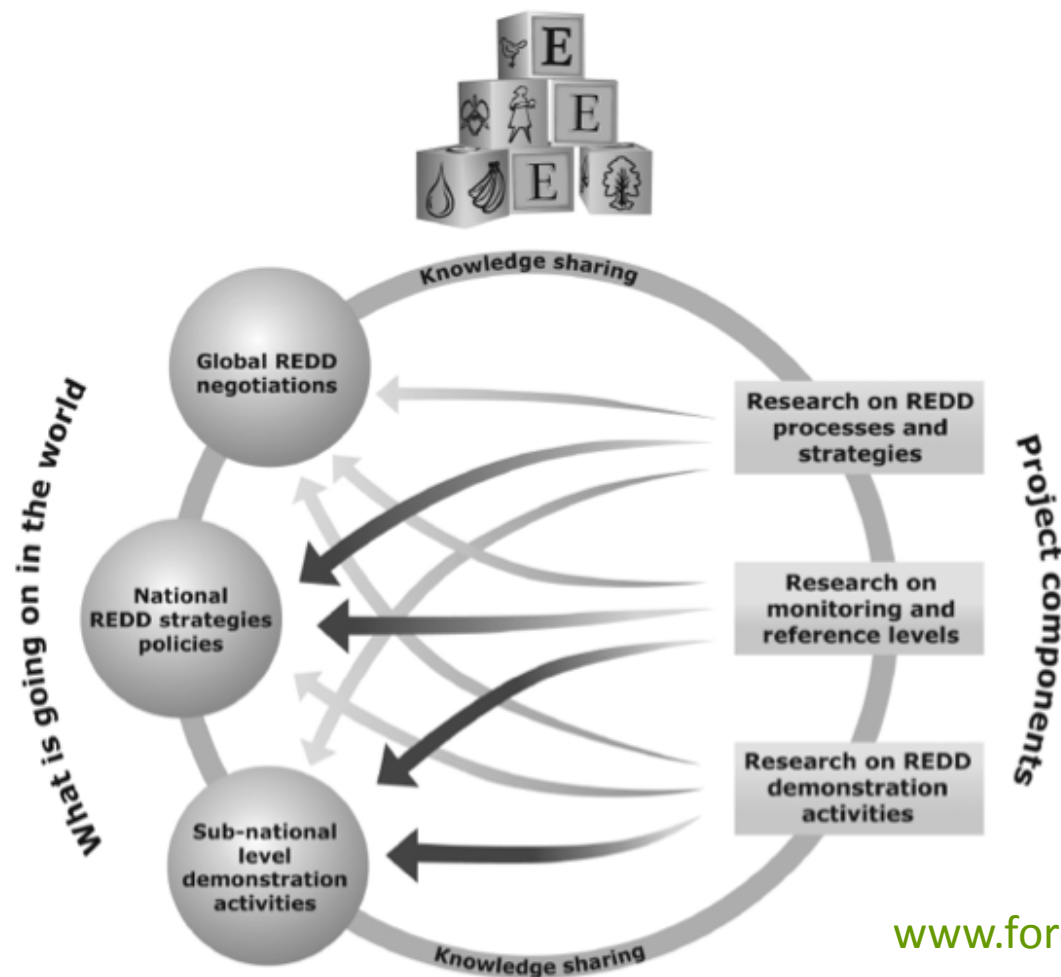 E
E
E
Knowledge sharing
Global REDD
negotiations
Research on REDD
processes and
strategies
What is going on in the world
Project components
National
REDD strategies
policies
Research on
monitoring and
reference levels
Research on REDD
demonstration
activities
Sub-national
level
demonstration
activities
Knowledge sharing
www.for